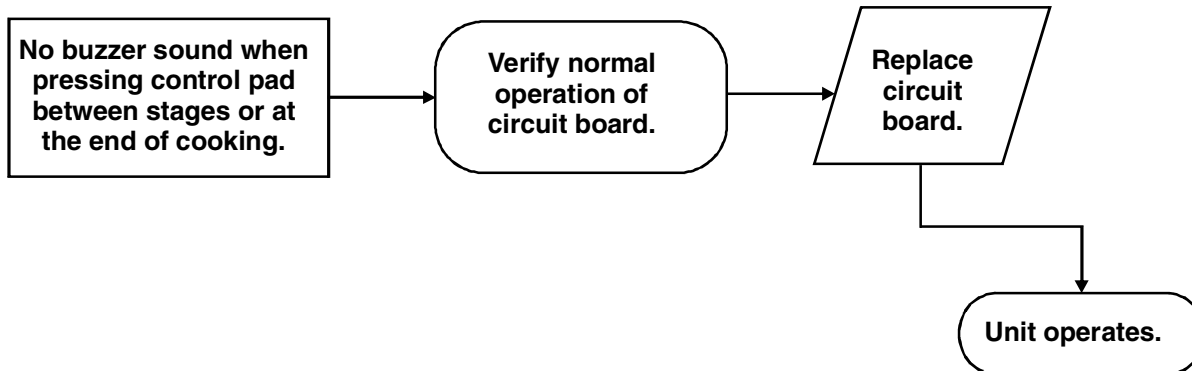 No buzzer sound when
pressing control pad
between stages or at
the end of cooking.
Verify normal
operation of
circuit board.
Replace
circuit
board.
Unit operates.